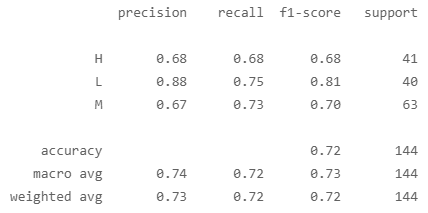 precision recall f1-score support
H 0.68 0.68 0.68 41
L 0.88 0.75 0.81 40
M 0.67 0.73 0.70 63
accuracy 0.72 144
macro avg 0.74 0.72 0.73 144
weighted avg 0.73 0.72 0.72 144